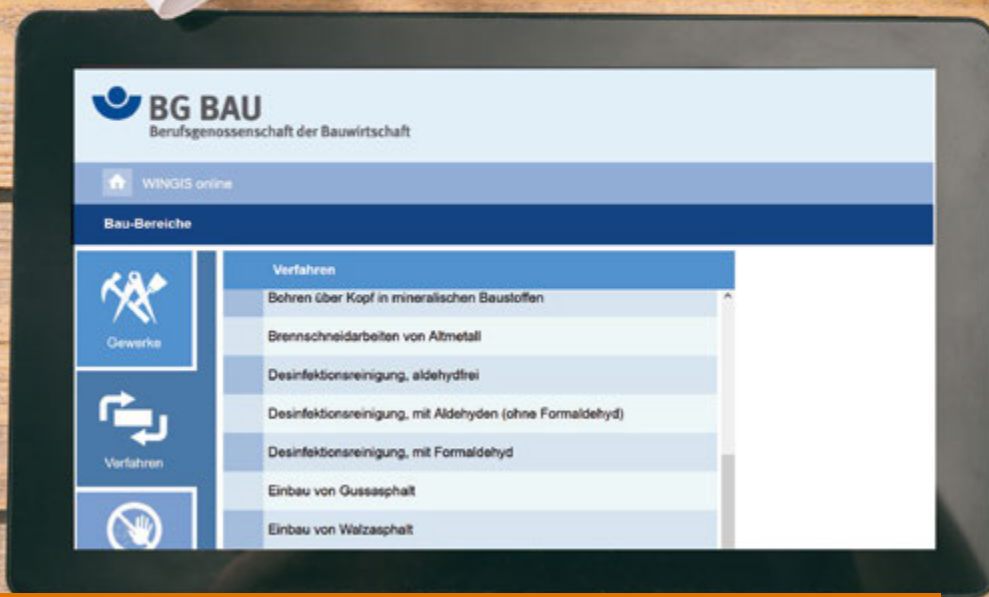 BG BAU
Berufsgenossenschaft der Bauwirtschaft
WINGIS online
Bau-Bereiche
Gewerke
Verfahren
Verfahren
Bohren über Kopf in mineralischen Baustoffen
Brennschneidarbeiten von Altmetall
Desinfektionsreinigung, aldehydfrei
Desinfektionsreinigung, mit Aldehyden (ohne Formaldehyd)
Desinfektionsreinigung, mit Formaldehyd
Einbau von Gussasphalt
Einbau von Walzasphalt